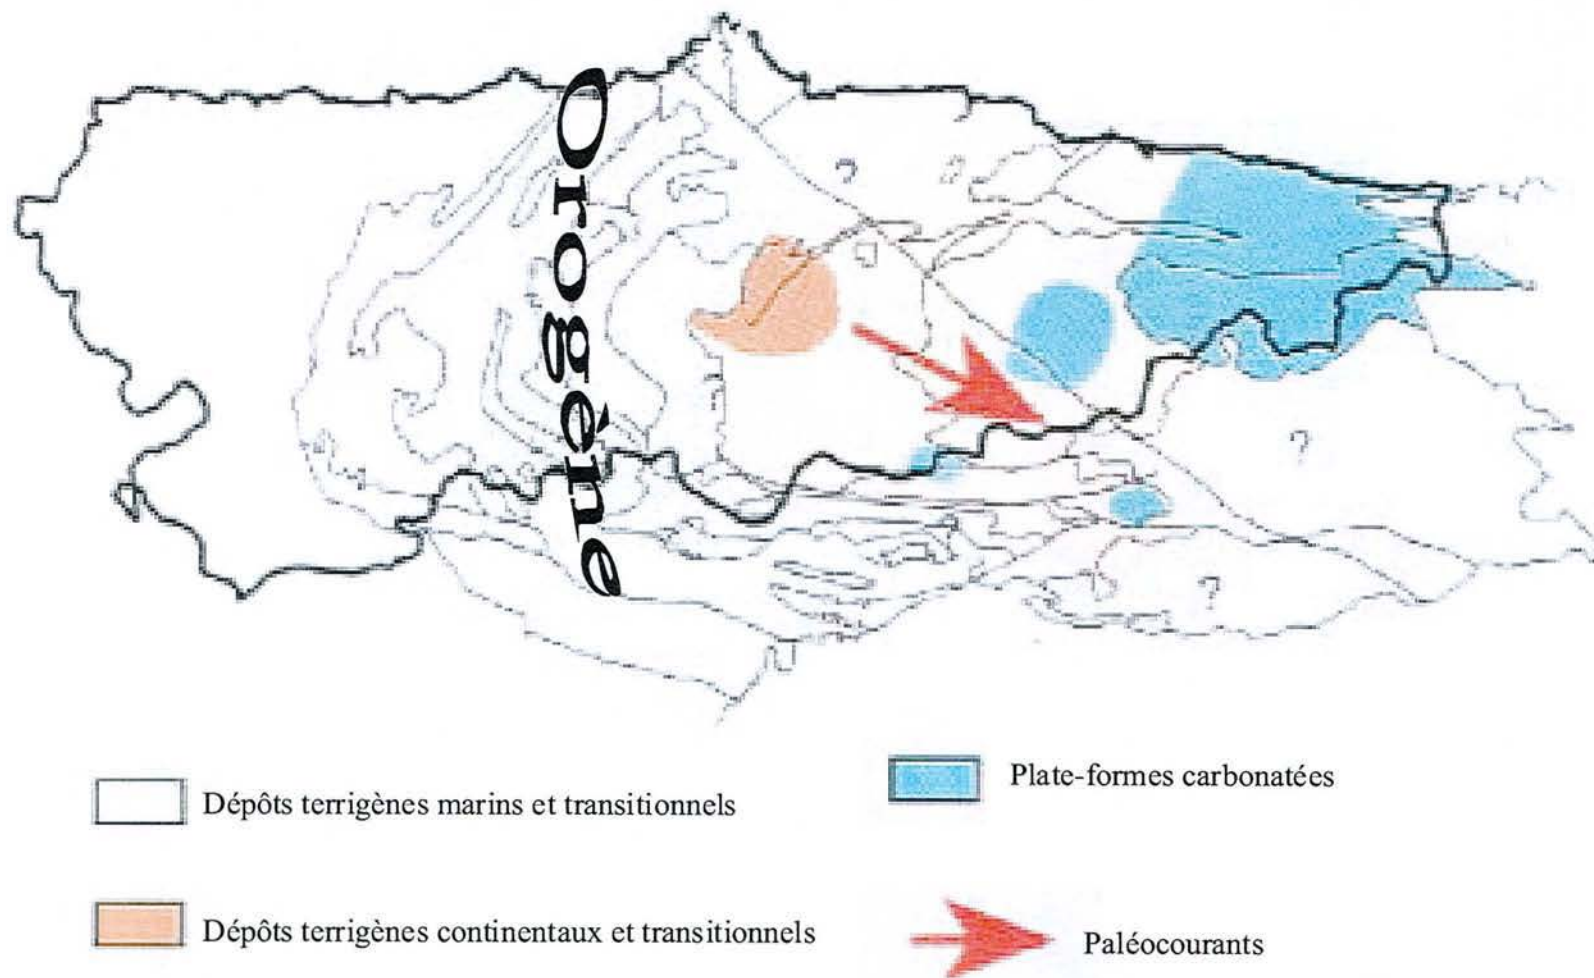 Orogène
?
?
?
?
?
Dépôts terrigènes marins et transitionnels
Plate-formes carbonatées
Dépôts terrigènes continentaux et transitionnels
Paléocourants